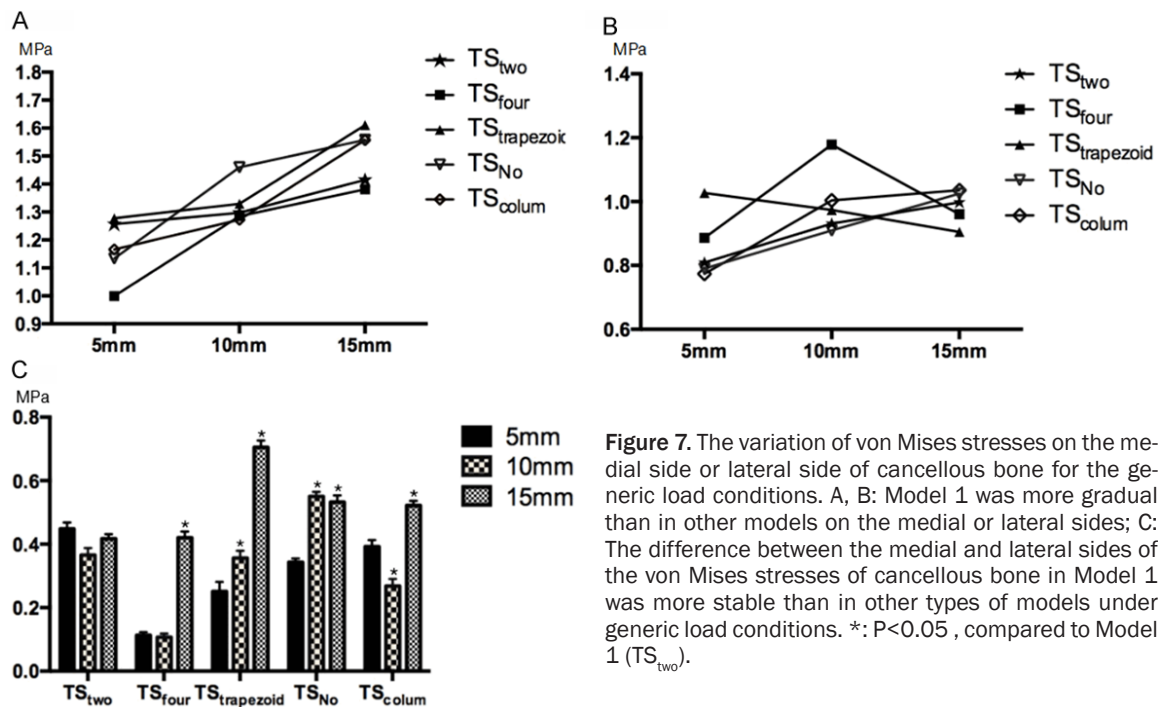 A
MPa
1.8
1.7
1.8
1.6
1.5
1.4
1.3
1.2
1.1
1.0
0.9
5mm
10mm
15mm
TStwo
TSfour
TStrapezoic
TSNo
TScolum
B
MPa
1.4
1.2
1.0
0.8
0.6
5mm
10mm
15mm
TStwo
TSfour
TStrapezoid
TSNo
TScolum
C
MPa
0.8
0.6
0.4
0.2
0.0
* * * * * * *
TStwo TSfour TStrapezoid TSNo TScolum
5mm
10mm
15mm
Figure 7. The variation of von Mises stresses on the me-
dial side or lateral side of cancellous bone for the ge-
neric load conditions. A, B: Model 1 was more gradual
than in other models on the medial or lateral sides; C:
The difference between the medial and lateral sides of
the von Mises stresses of cancellous bone in Model 1
was more stable than in other types of models under
generic load conditions. *: P<0.05 , compared to Model
1 (TStwo).